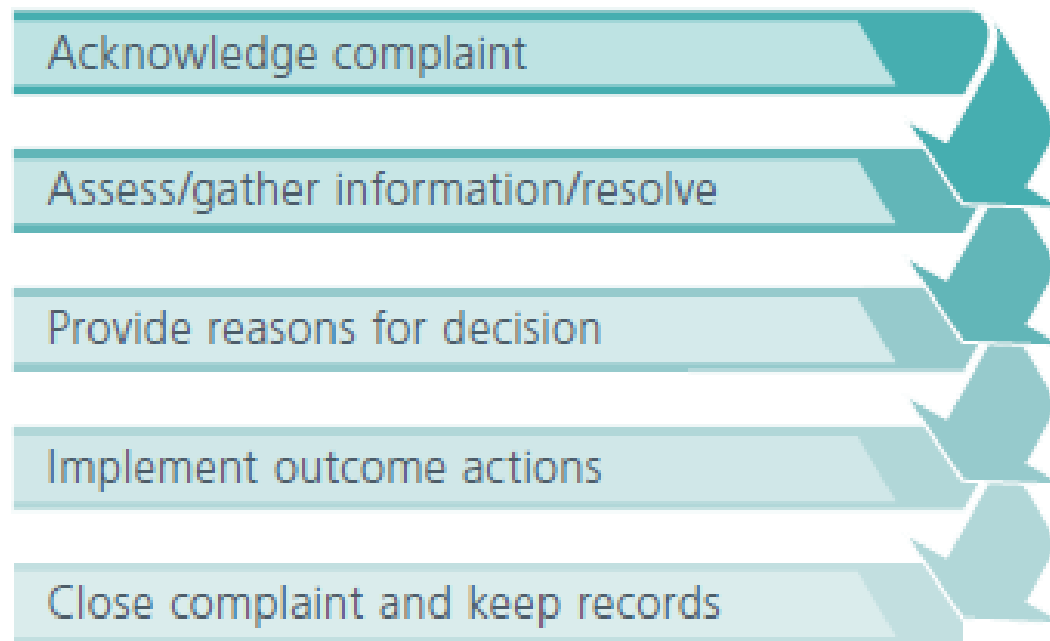 Acknowledge complaint
Assess/gather information/resolve
Provide reasons for decision
Implement outcome actions
Close complaint and keep records